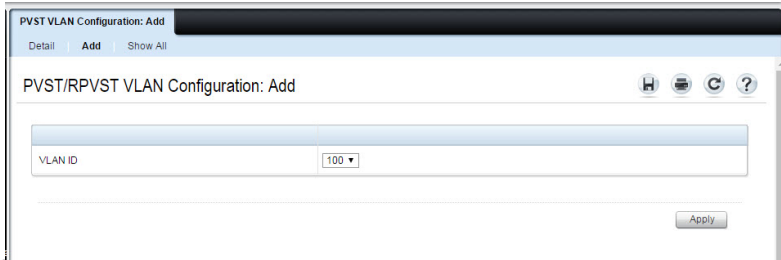 PVST VLAN Configuration: Add
Detail Add Show All
PVST/RPVST VLAN Configuration: Add
VLAN ID 100
Apply